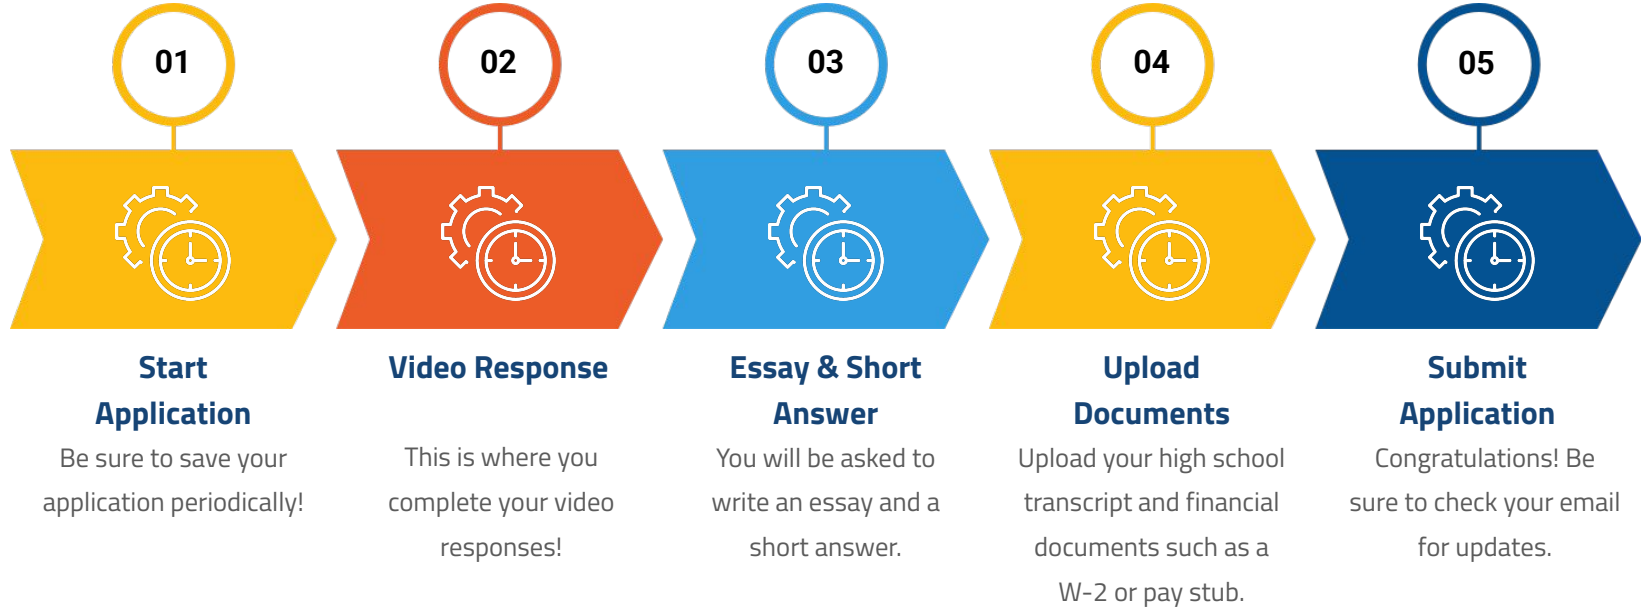 01
Start
Application
Be sure to save your
application periodically!
02
Video Response
This is where you
complete your video
responses!
03
Essay & Short
Answer
You will be asked to
write an essay and a
short answer.
04
Upload
Documents
Upload your high school
transcript and financial
documents such as a
W-2 or pay stub.
05
Submit
Application
Congratulations! Be
sure to check your email
for updates.